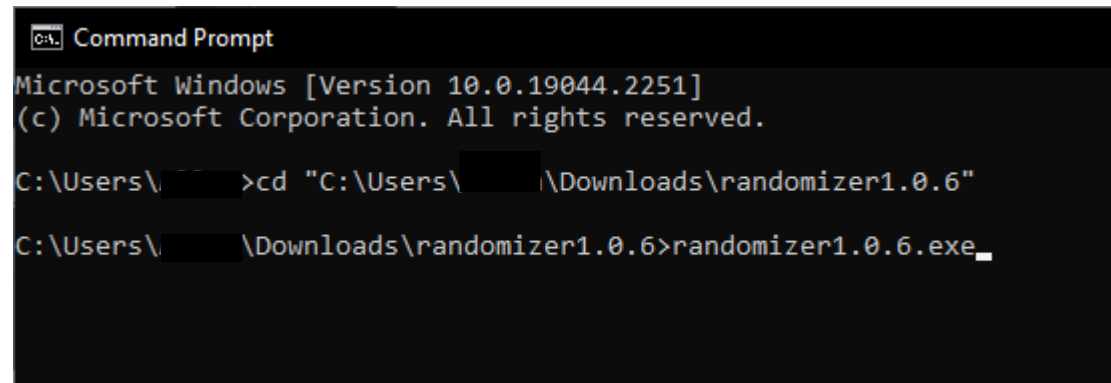 Command Prompt
Microsoft Windows [Version 10.0.19044.2251]
(c) Microsoft Corporation. All rights reserved.
C:\Users\ >cd "C:\Users\ \Downloads\randomizer1.0.6"
C:\Users\ \Downloads\randomizer1.0.6>randomizer1.0.6.exe